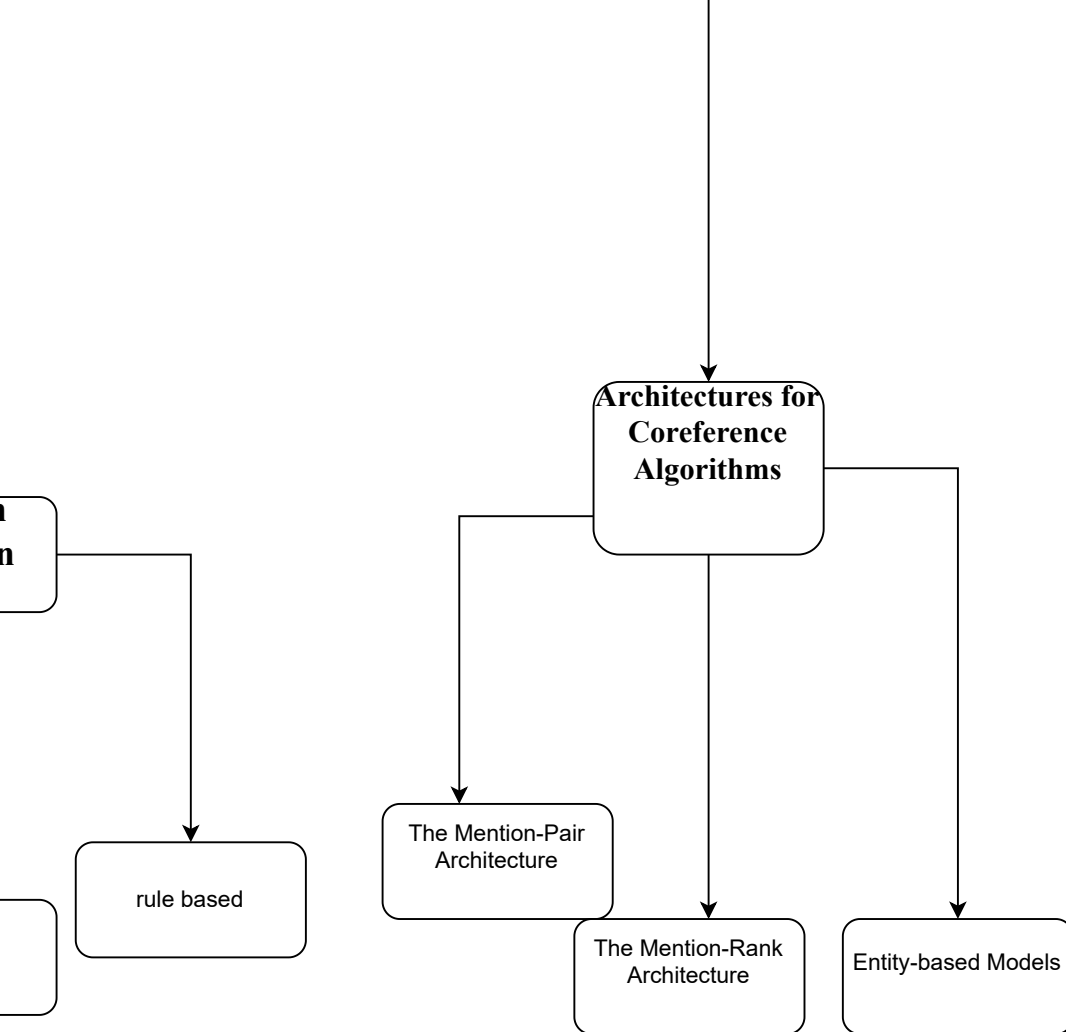 Architectures for
Coreference
Algorithms
The Mention-Pair
Architecture
rule based
The Mention-Rank
Architecture
Entity-based Models